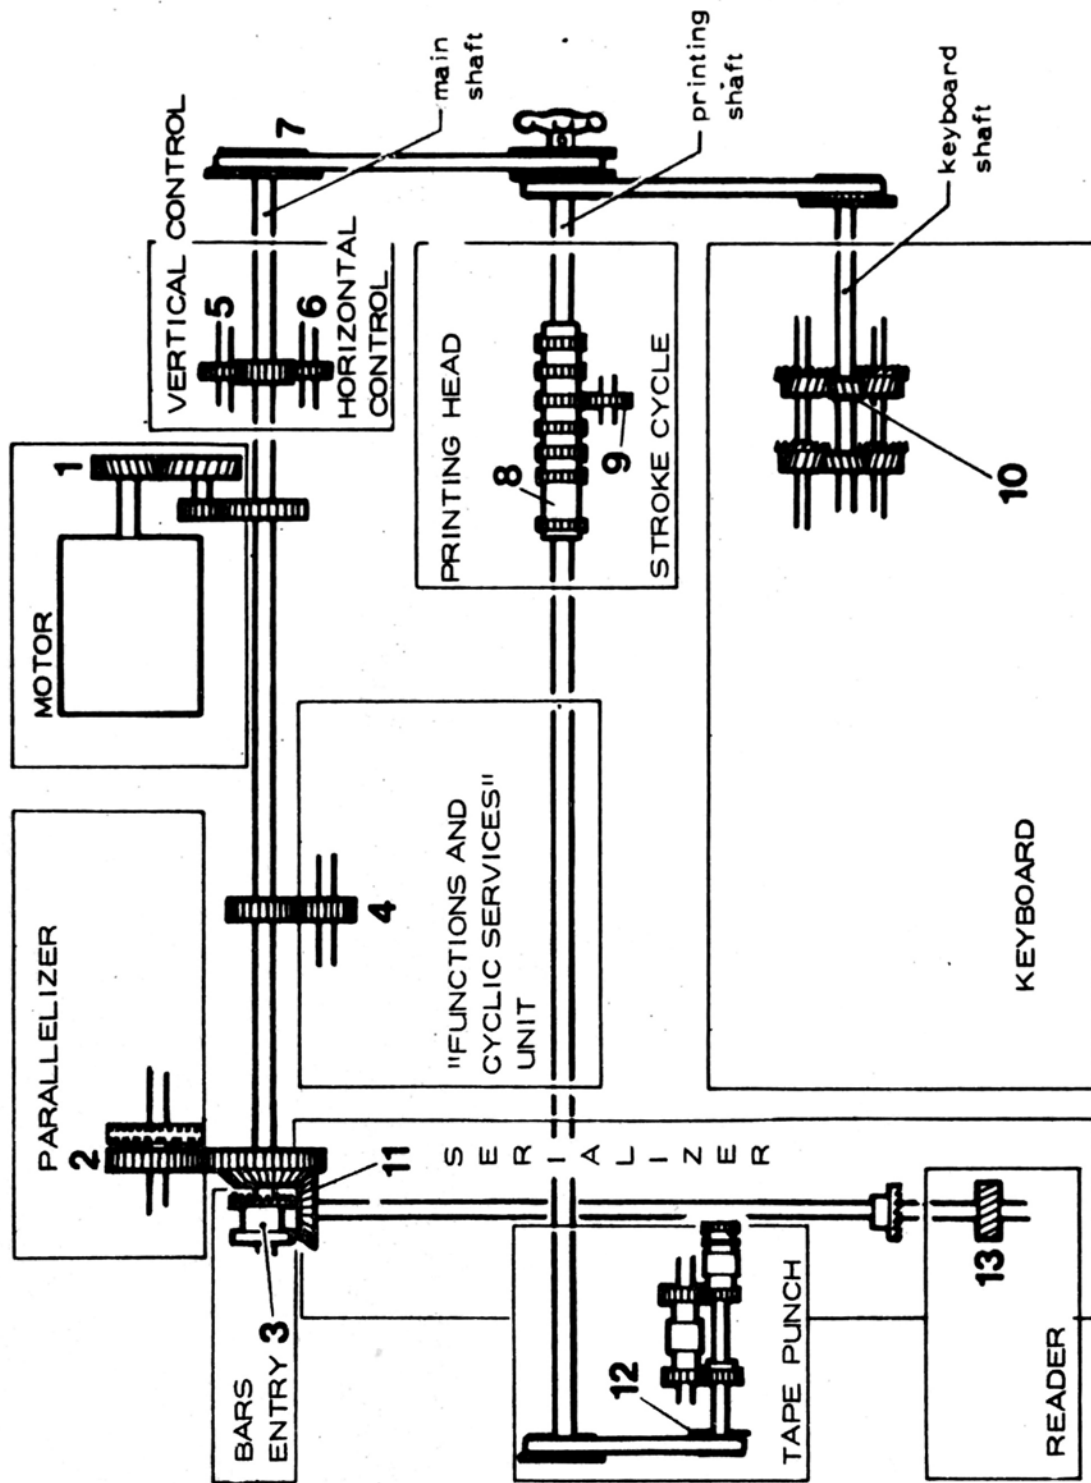 PARALLELIZER
MOTOR
VERTICAL CONTROL
HORIZONTAL
CONTROL
main
shaft
BARS
ENTRY
"FUNCTIONS AND
CYCLIC SERVICES"
UNIT
PRINTING HEAD
STROKE CYCLE
printing
shaft
SERIALIZER
TAPE PUNCH
READER
KEYBOARD
keyboard
shaft
1
2
3
4
5
6
7
8
9
10
11
12
13